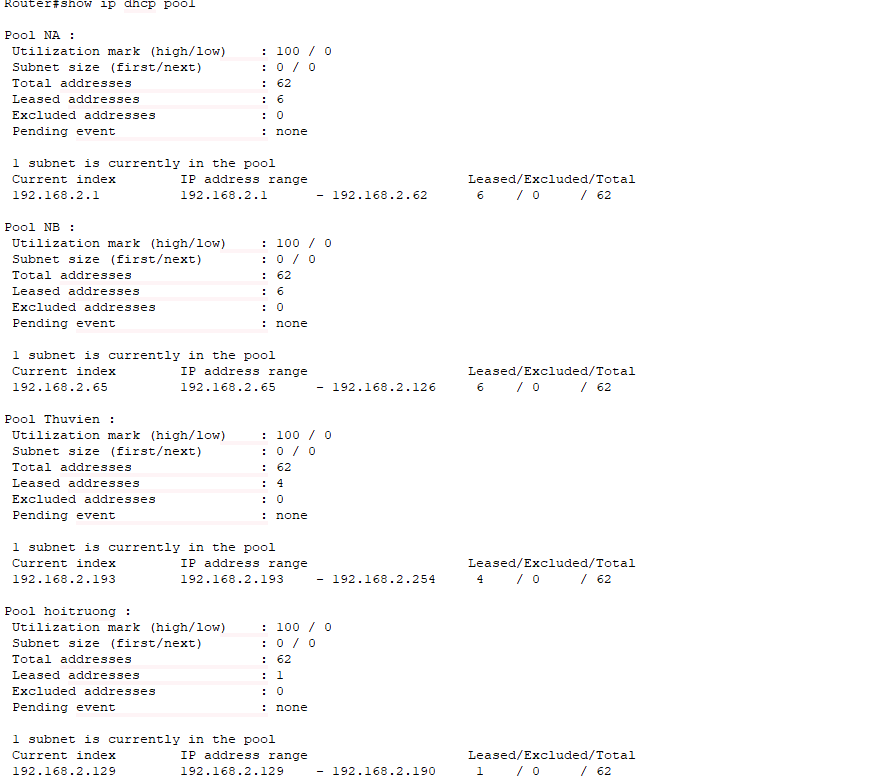 Router#show ip dhcp pool
Pool NA :
Utilization mark (high/low) : 100 / 0
Subnet size (first/next) : 0 / 0
Total addresses : 62
Leased addresses : 6
Excluded addresses : 0
Pending event : none
1 subnet is currently in the pool
Current index IP address range Leased/Excluded/Total
192.168.2.1 192.168.2.1 - 192.168.2.62 6 / 0 / 62
Pool NB :
Utilization mark (high/low) : 100 / 0
Subnet size (first/next) : 0 / 0
Total addresses : 62
Leased addresses : 6
Excluded addresses : 0
Pending event : none
1 subnet is currently in the pool
Current index IP address range Leased/Excluded/Total
192.168.2.65 192.168.2.65 - 192.168.2.126 6 / 0 / 62
Pool Thuvien :
Utilization mark (high/low) : 100 / 0
Subnet size (first/next) : 0 / 0
Total addresses : 62
Leased addresses : 4
Excluded addresses : 0
Pending event : none
1 subnet is currently in the pool
Current index IP address range Leased/Excluded/Total
192.168.2.193 192.168.2.193 - 192.168.2.254 4 / 0 / 62
Pool hoitruong :
Utilization mark (high/low) : 100 / 0
Subnet size (first/next) : 0 / 0
Total addresses : 62
Leased addresses : 1
Excluded addresses : 0
Pending event : none
1 subnet is currently in the pool
Current index IP address range Leased/Excluded/Total
192.168.2.129 192.168.2.129 - 192.168.2.190 1 / 0 / 62